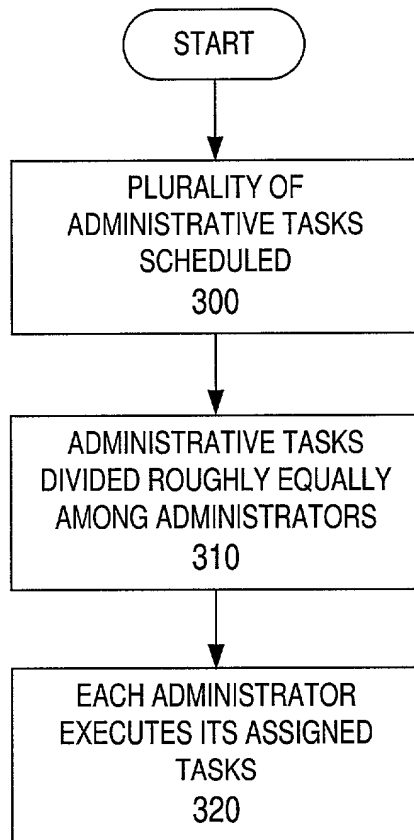 START
PLURALITY OF
ADMINISTRATIVE TASKS
SCHEDULED
300
ADMINISTRATIVE TASKS
DIVIDED ROUGHLY EQUALLY
AMONG ADMINISTRATORS
310
EACH ADMINISTRATOR
EXECUTES ITS ASSIGNED
TASKS
320